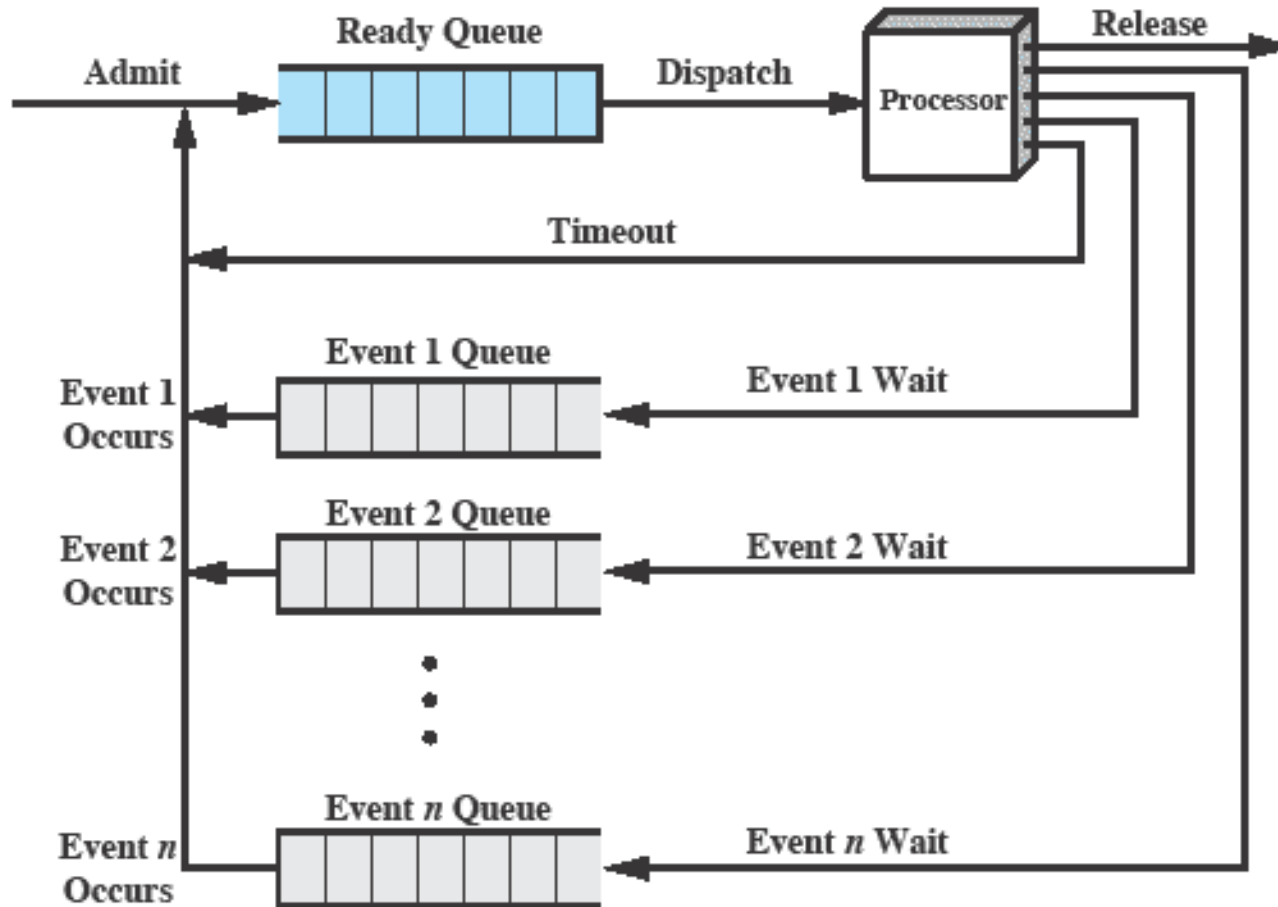 Ready Queue
Release
Admit
Dispatch
Processor
Timeout
Event 1 Queue
Event 1 Wait
Event 1
Occurs
Event 2 Queue
Event 2 Wait
Event 2
Occurs
Event n Queue
Event n Wait
Event n
Occurs